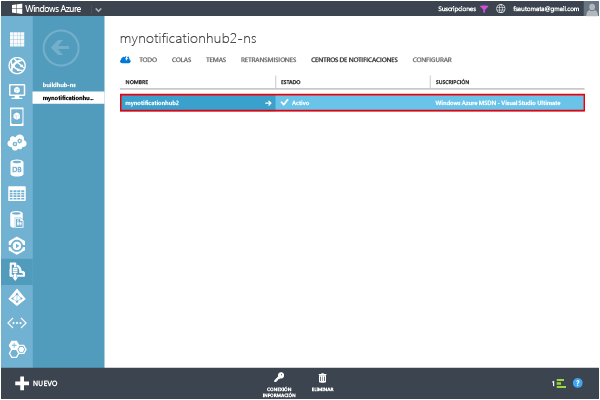 Windows Azure
Suscripciones
fsautomata@gmail.com
mynotificationhub2-ns
TODO COLAS TEMAS RETRANSMISIONES CENTROS DE NOTIFICACIONES CONFIGURAR
buildhub-ns
mynotificationhu...
NOMBRE ESTADO SUSCRIPCIÓN
mynotificationhub2 Activo Windows Azure MSDN - Visual Studio Ultimate
DB
NUEVO
CONEXIÓN
INFORMACIÓN
ELIMINAR
1
?